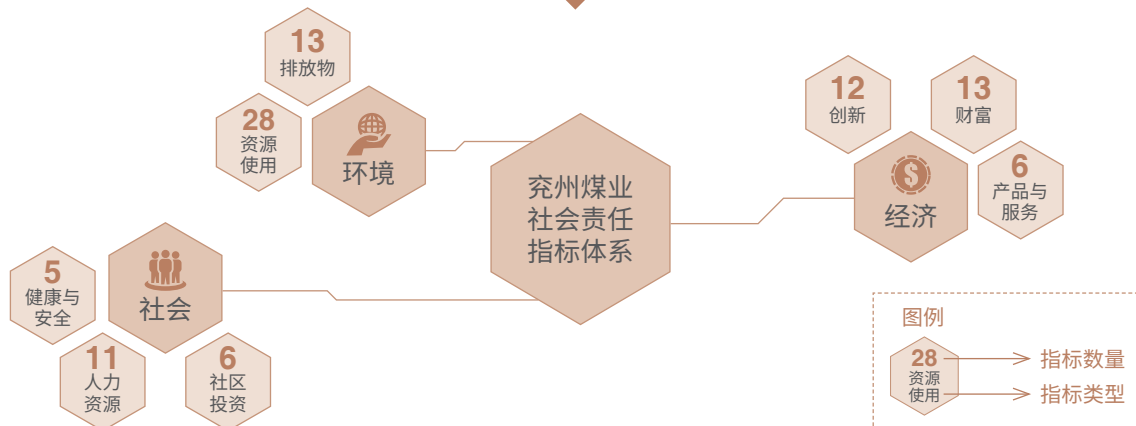 13
排放物
28
资源
使用
环境
兖州煤业
社会责任
指标体系
12
创新
13
财富
6
产品与
服务
经济
5
健康与
安全
社会
11
人力
资源
6
社区
投资
图例
28
资源
使用
指标数量
指标类型